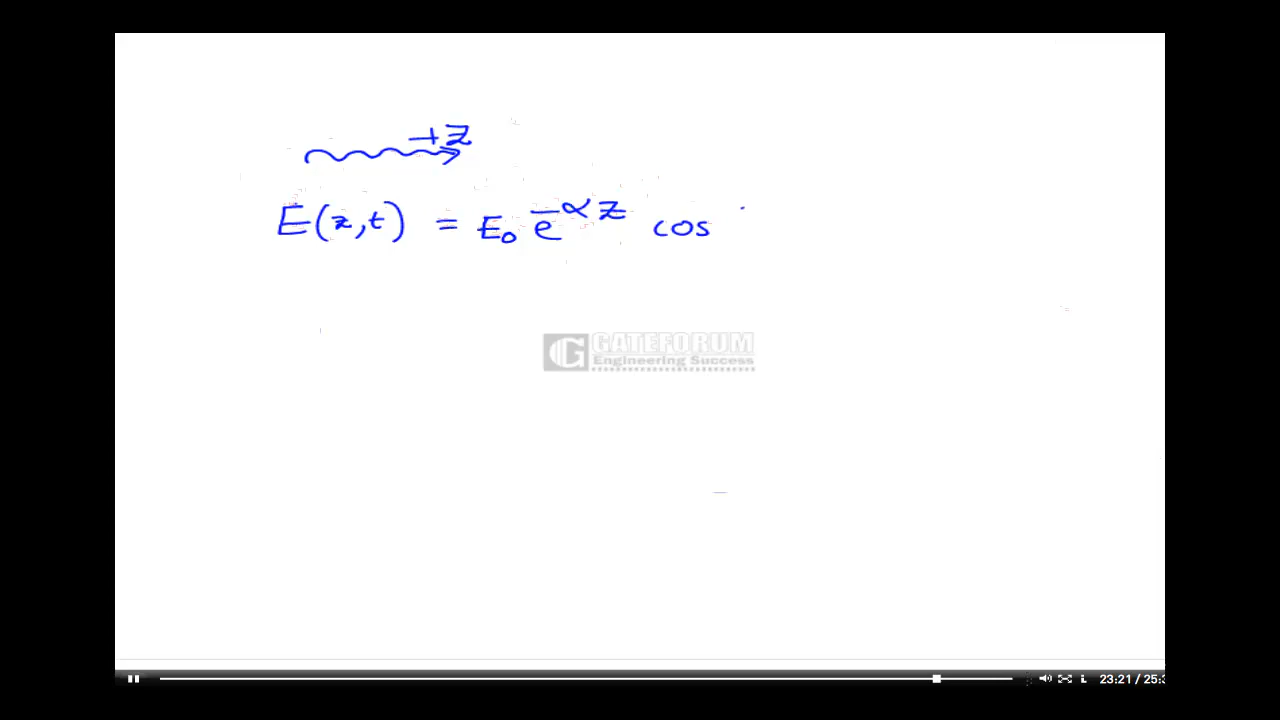 +z
E(z,t) = E₀ e^-αz cos
GATEFORUM
Engineering Success
23:21 / 25:3